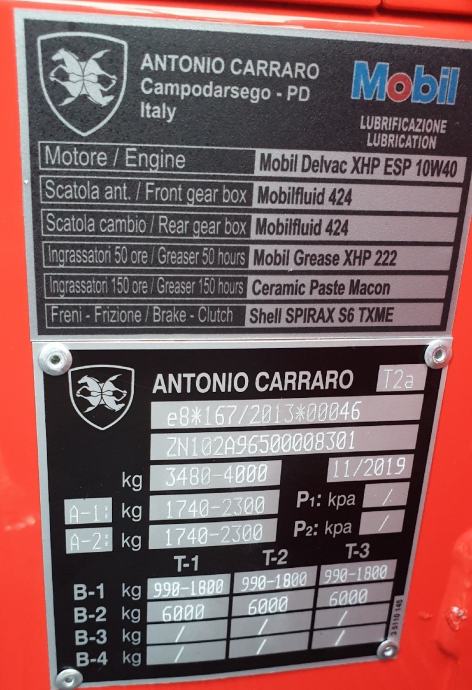 ANTONIO CARRARO
Campodarsego - PD
Italy
Mobil
LUBRIFICAZIONE
LUBRICATION
Motore / Engine Mobil Delvac XHP ESP 10W40
Scatola ant. / Front gear box Mobilfluid 424
Scatola cambio / Rear gear box Mobilfluid 424
Ingrassatori 50 ore / Greaser 50 hours Mobil Grease XHP 222
Ingrassatori 150 ore / Greaser 150 hours Ceramic Paste Macon
Freni - Frizione / Brake - Clutch Shell SPIRAX S6 TXME
ANTONIO CARRARO T2a
e8*167/2013*00046
ZN102A96500008301
kg 3480-4000 11/2019
A-1: kg 1740-2300 P1: kpa /
A-2: kg 1740-2300 P2: kpa /
T-1 T-2 T-3
B-1 kg 990-1800 990-1800 990-1800
B-2 kg 6000 6000 6000
B-3 kg / / /
B-4 kg / / /
3 5110 145